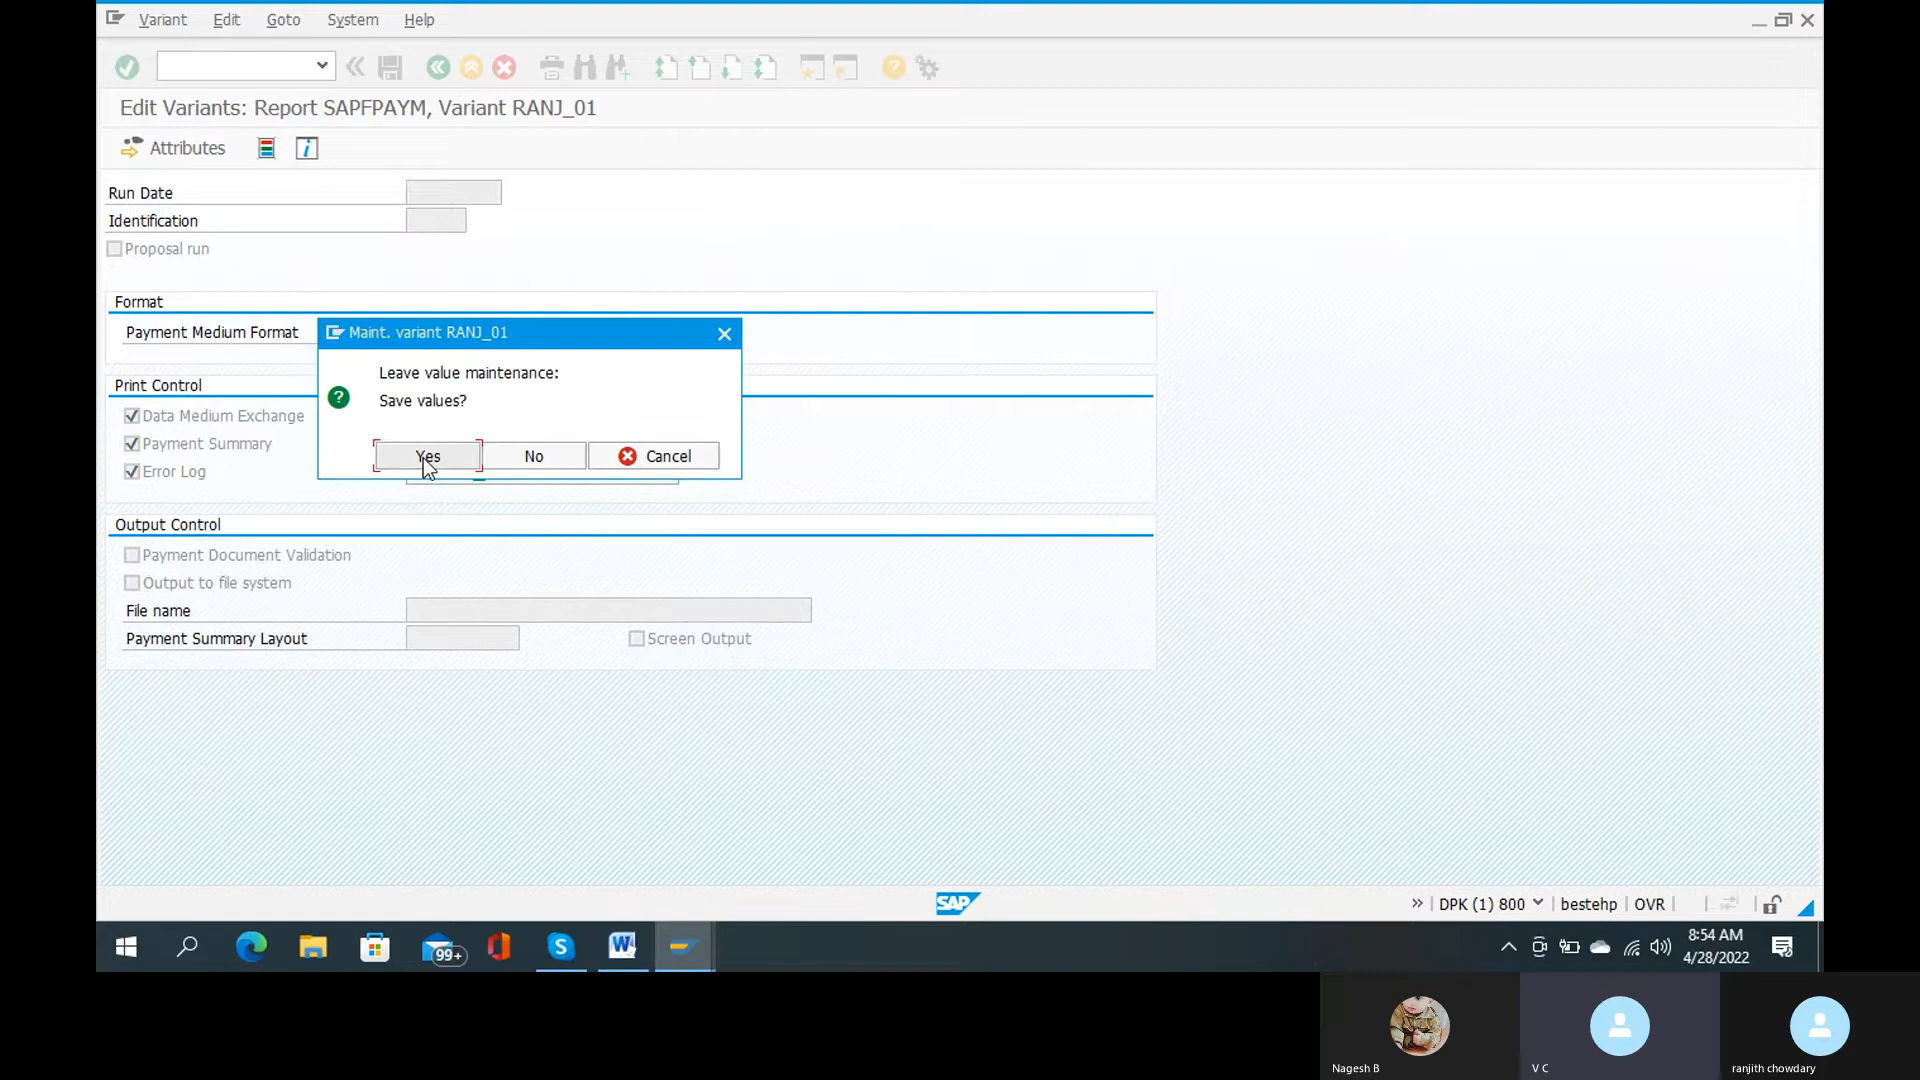 Variant Edit Goto System Help
Edit Variants: Report SAPFPAYM, Variant RANJ_01
Attributes
Run Date
Identification
Proposal run
Format
Payment Medium Format
Maint. variant RANJ_01
Leave value maintenance:
Save values?
Yes No Cancel
Print Control
Data Medium Exchange
Payment Summary
Error Log
Output Control
Payment Document Validation
Output to file system
File name
Payment Summary Layout Screen Output
SAP DPK (1) 800 bestehp OVR
99+ 8:54 AM
4/28/2022
Nagesh B V C ranjith chowdary